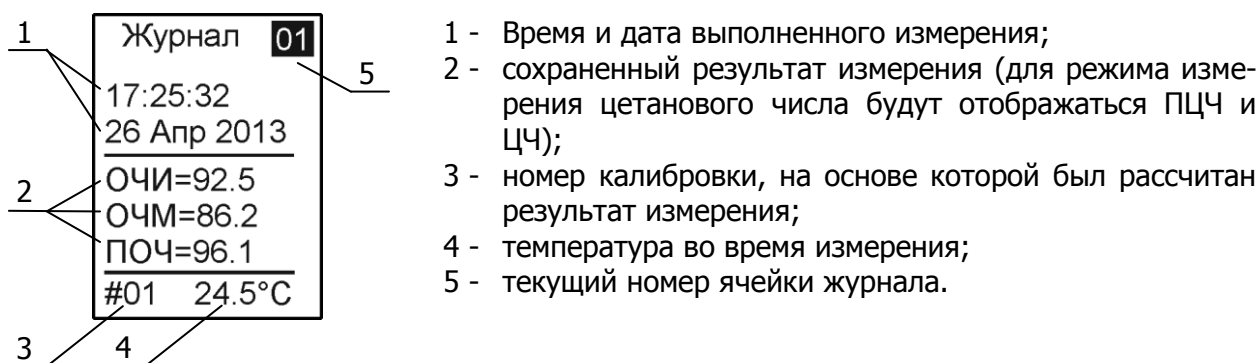 1
Журнал 01
5
17:25:32
26 Апр 2013
2
ОЧИ=92.5
ОЧМ=86.2
ПОЧ=96.1
#01 24.5°C
3 4
1 - Время и дата выполненного измерения;
2 - сохраненный результат измерения (для режима изме-
рения цетанового числа будут отображаться ПЦЧ и
ЦЧ);
3 - номер калибровки, на основе которой был рассчитан
результат измерения;
4 - температура во время измерения;
5 - текущий номер ячейки журнала.